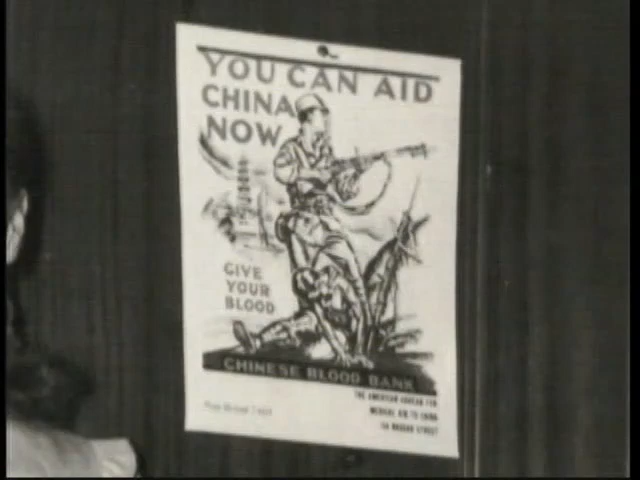 YOU CAN AID
CHINA
NOW
GIVE
YOUR
BLOOD
CHINESE BLOOD BANK
THE AMERICAN BUREAU FOR
MEDICAL AID TO CHINA
STREET